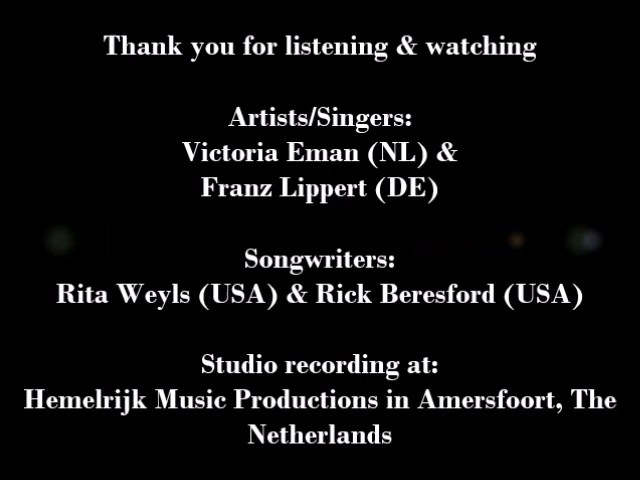 Thank you for listening & watching
Artists/Singers:
Victoria Eman (NL) &
Franz Lippert (DE)
Songwriters:
Rita Weyls (USA) & Rick Beresford (USA)
Studio recording at:
Hemelrijk Music Productions in Amersfoort, The
Netherlands